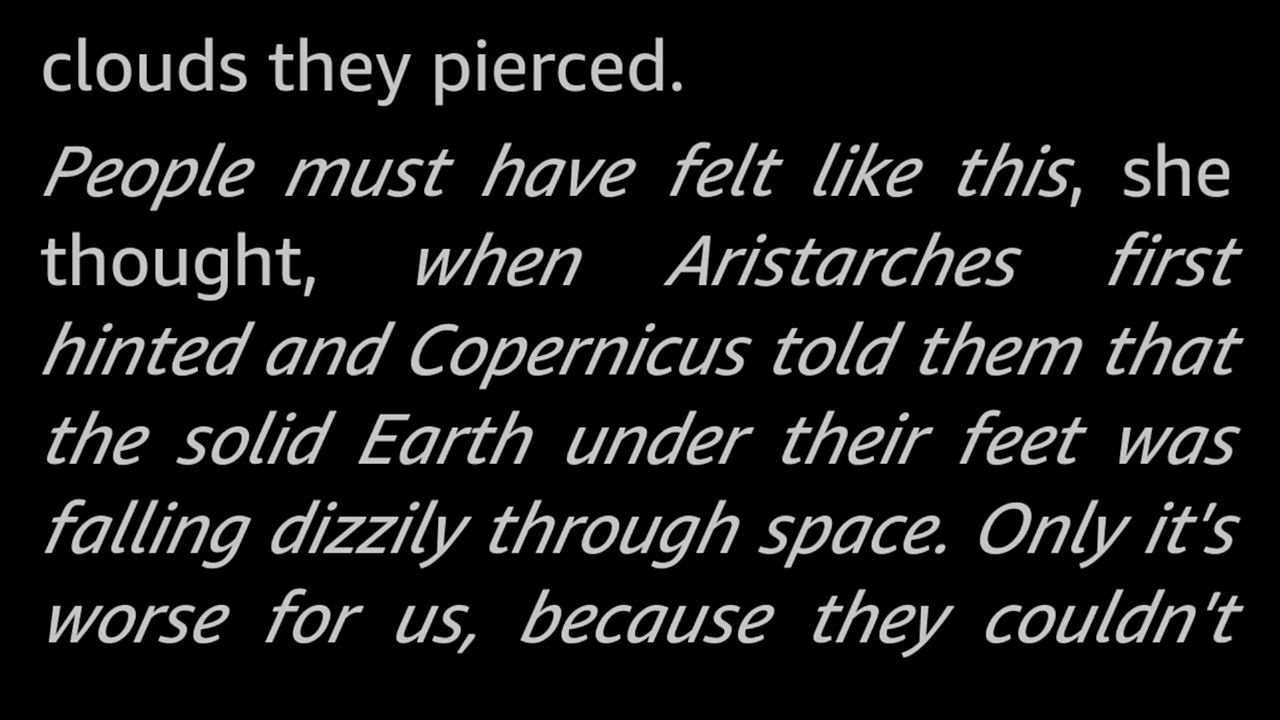 clouds they pierced.
People must have felt like this, she
thought, when Aristarches first
hinted and Copernicus told them that
the solid Earth under their feet was
falling dizzily through space. Only it's
worse for us, because they couldn't